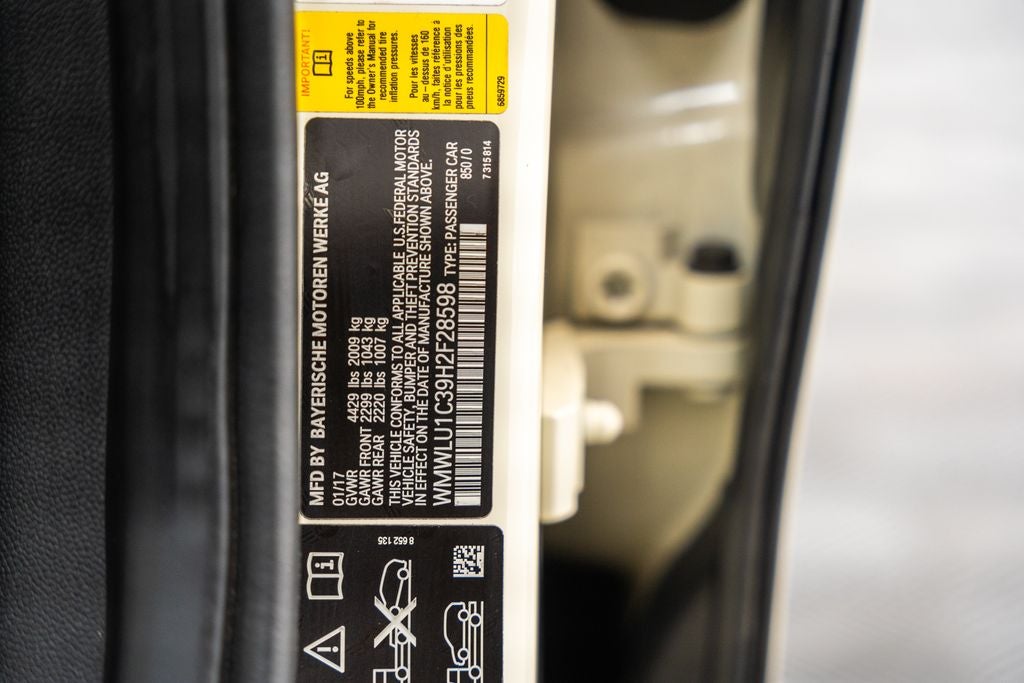 IMPORTANT!
For speeds above
100mph, please refer to
the Owner's Manual for
recommended tire
inflation pressures.
Pour les vitesses
au-dessus de 160
km/h, faites référence à
la notice d'utilisation
pour les pressions des
pneus recommandées.
6859729
MFD BY BAYERISCHE MOTOREN WERKE AG
01/17
GVWR 4429 lbs 2009 kg
GAWR FRONT 2299 lbs 1043 kg
GAWR REAR 2220 lbs 1007 kg
THIS VEHICLE CONFORMS TO ALL APPLICABLE U.S.FEDERAL MOTOR
VEHICLE SAFETY, BUMPER AND THEFT PREVENTION STANDARDS
IN EFFECT ON THE DATE OF MANUFACTURE SHOWN ABOVE.
WMWLU1C39H2F28598 TYPE: PASSENGER CAR
850/0
7 315 814
8 652 135